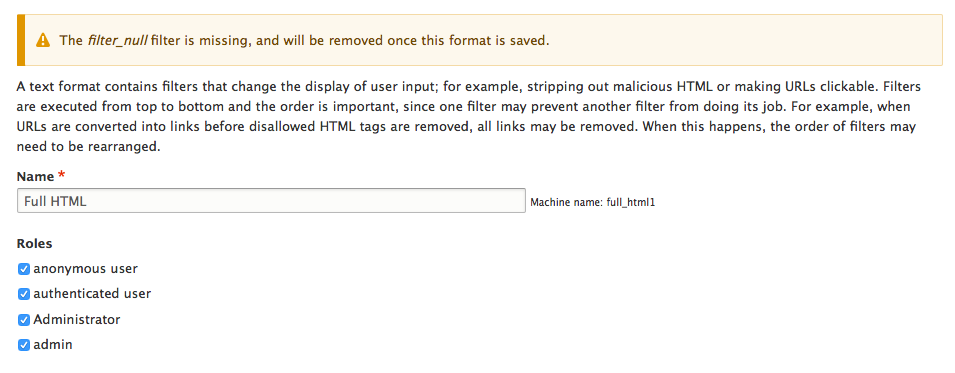 The filter_null filter is missing, and will be removed once this format is saved.
A text format contains filters that change the display of user input; for example, stripping out malicious HTML or making URLs clickable. Filters
are executed from top to bottom and the order is important, since one filter may prevent another filter from doing its job. For example, when
URLs are converted into links before disallowed HTML tags are removed, all links may be removed. When this happens, the order of filters may
need to be rearranged.
Name *
Full HTML Machine name: full_html1
Roles
anonymous user
authenticated user
Administrator
admin